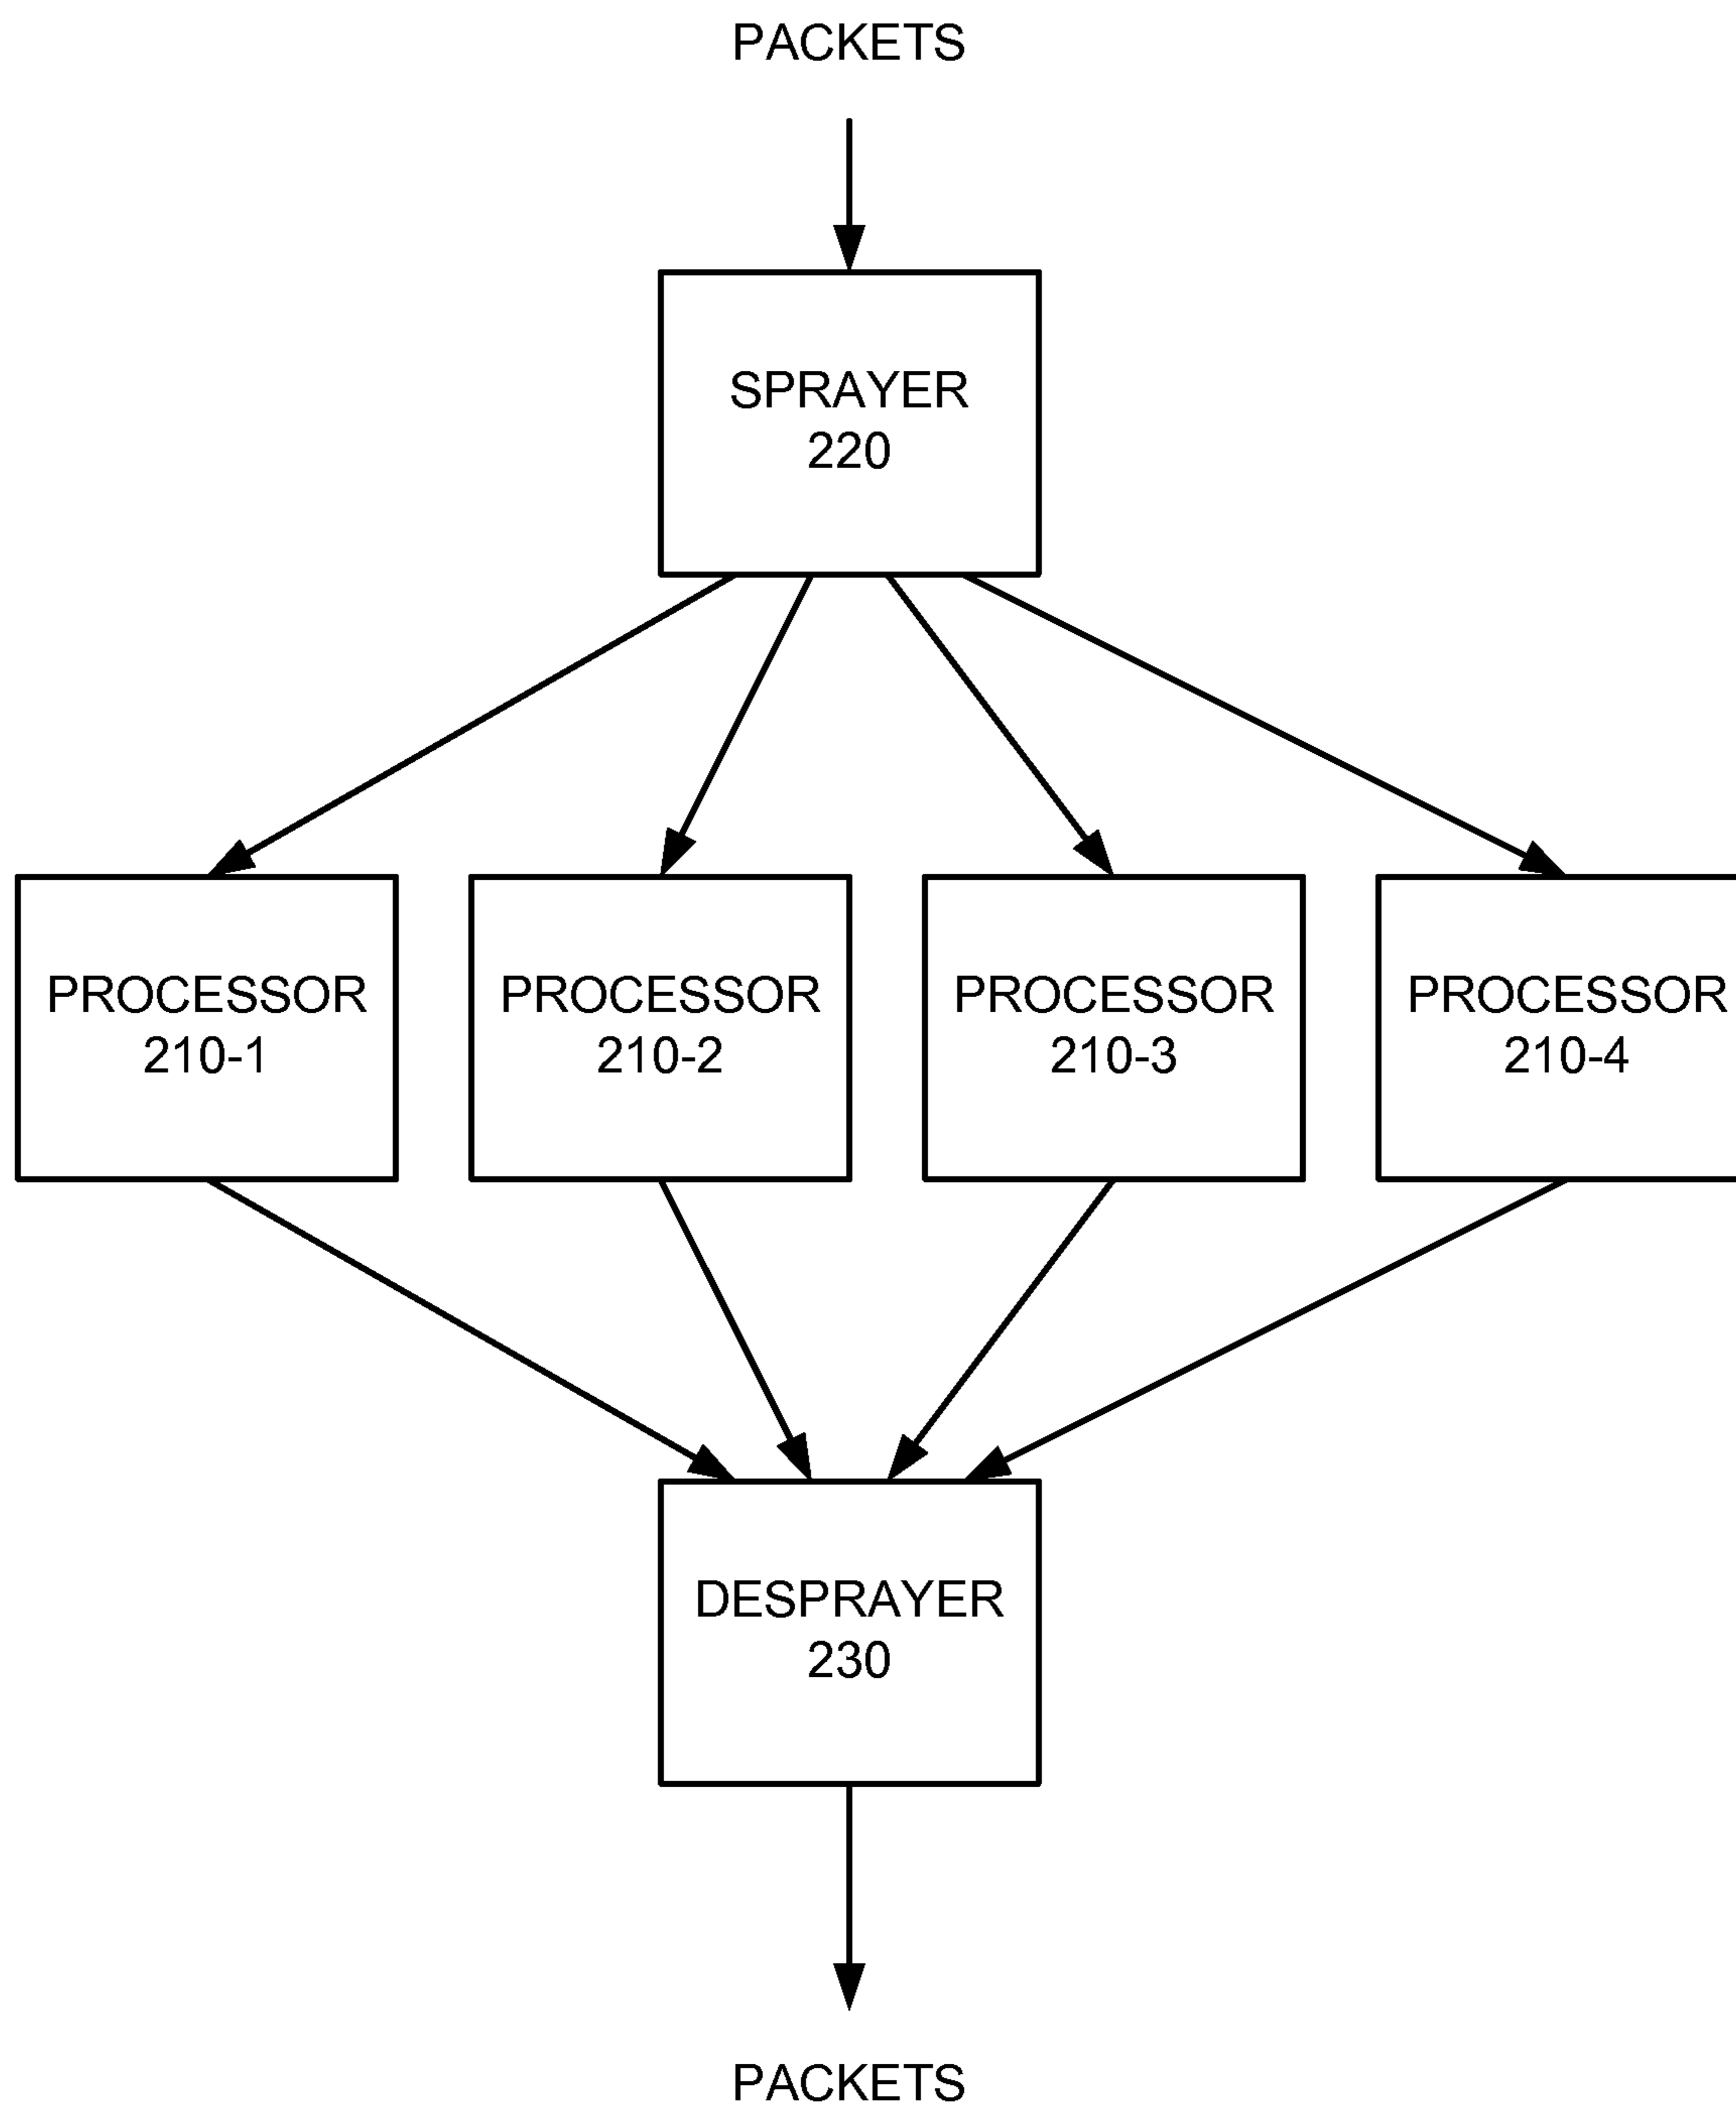 PACKETS
SPRAYER
220
PROCESSOR
210-1
PROCESSOR
210-2
PROCESSOR
210-3
PROCESSOR
210-4
DESPRAYER
230
PACKETS